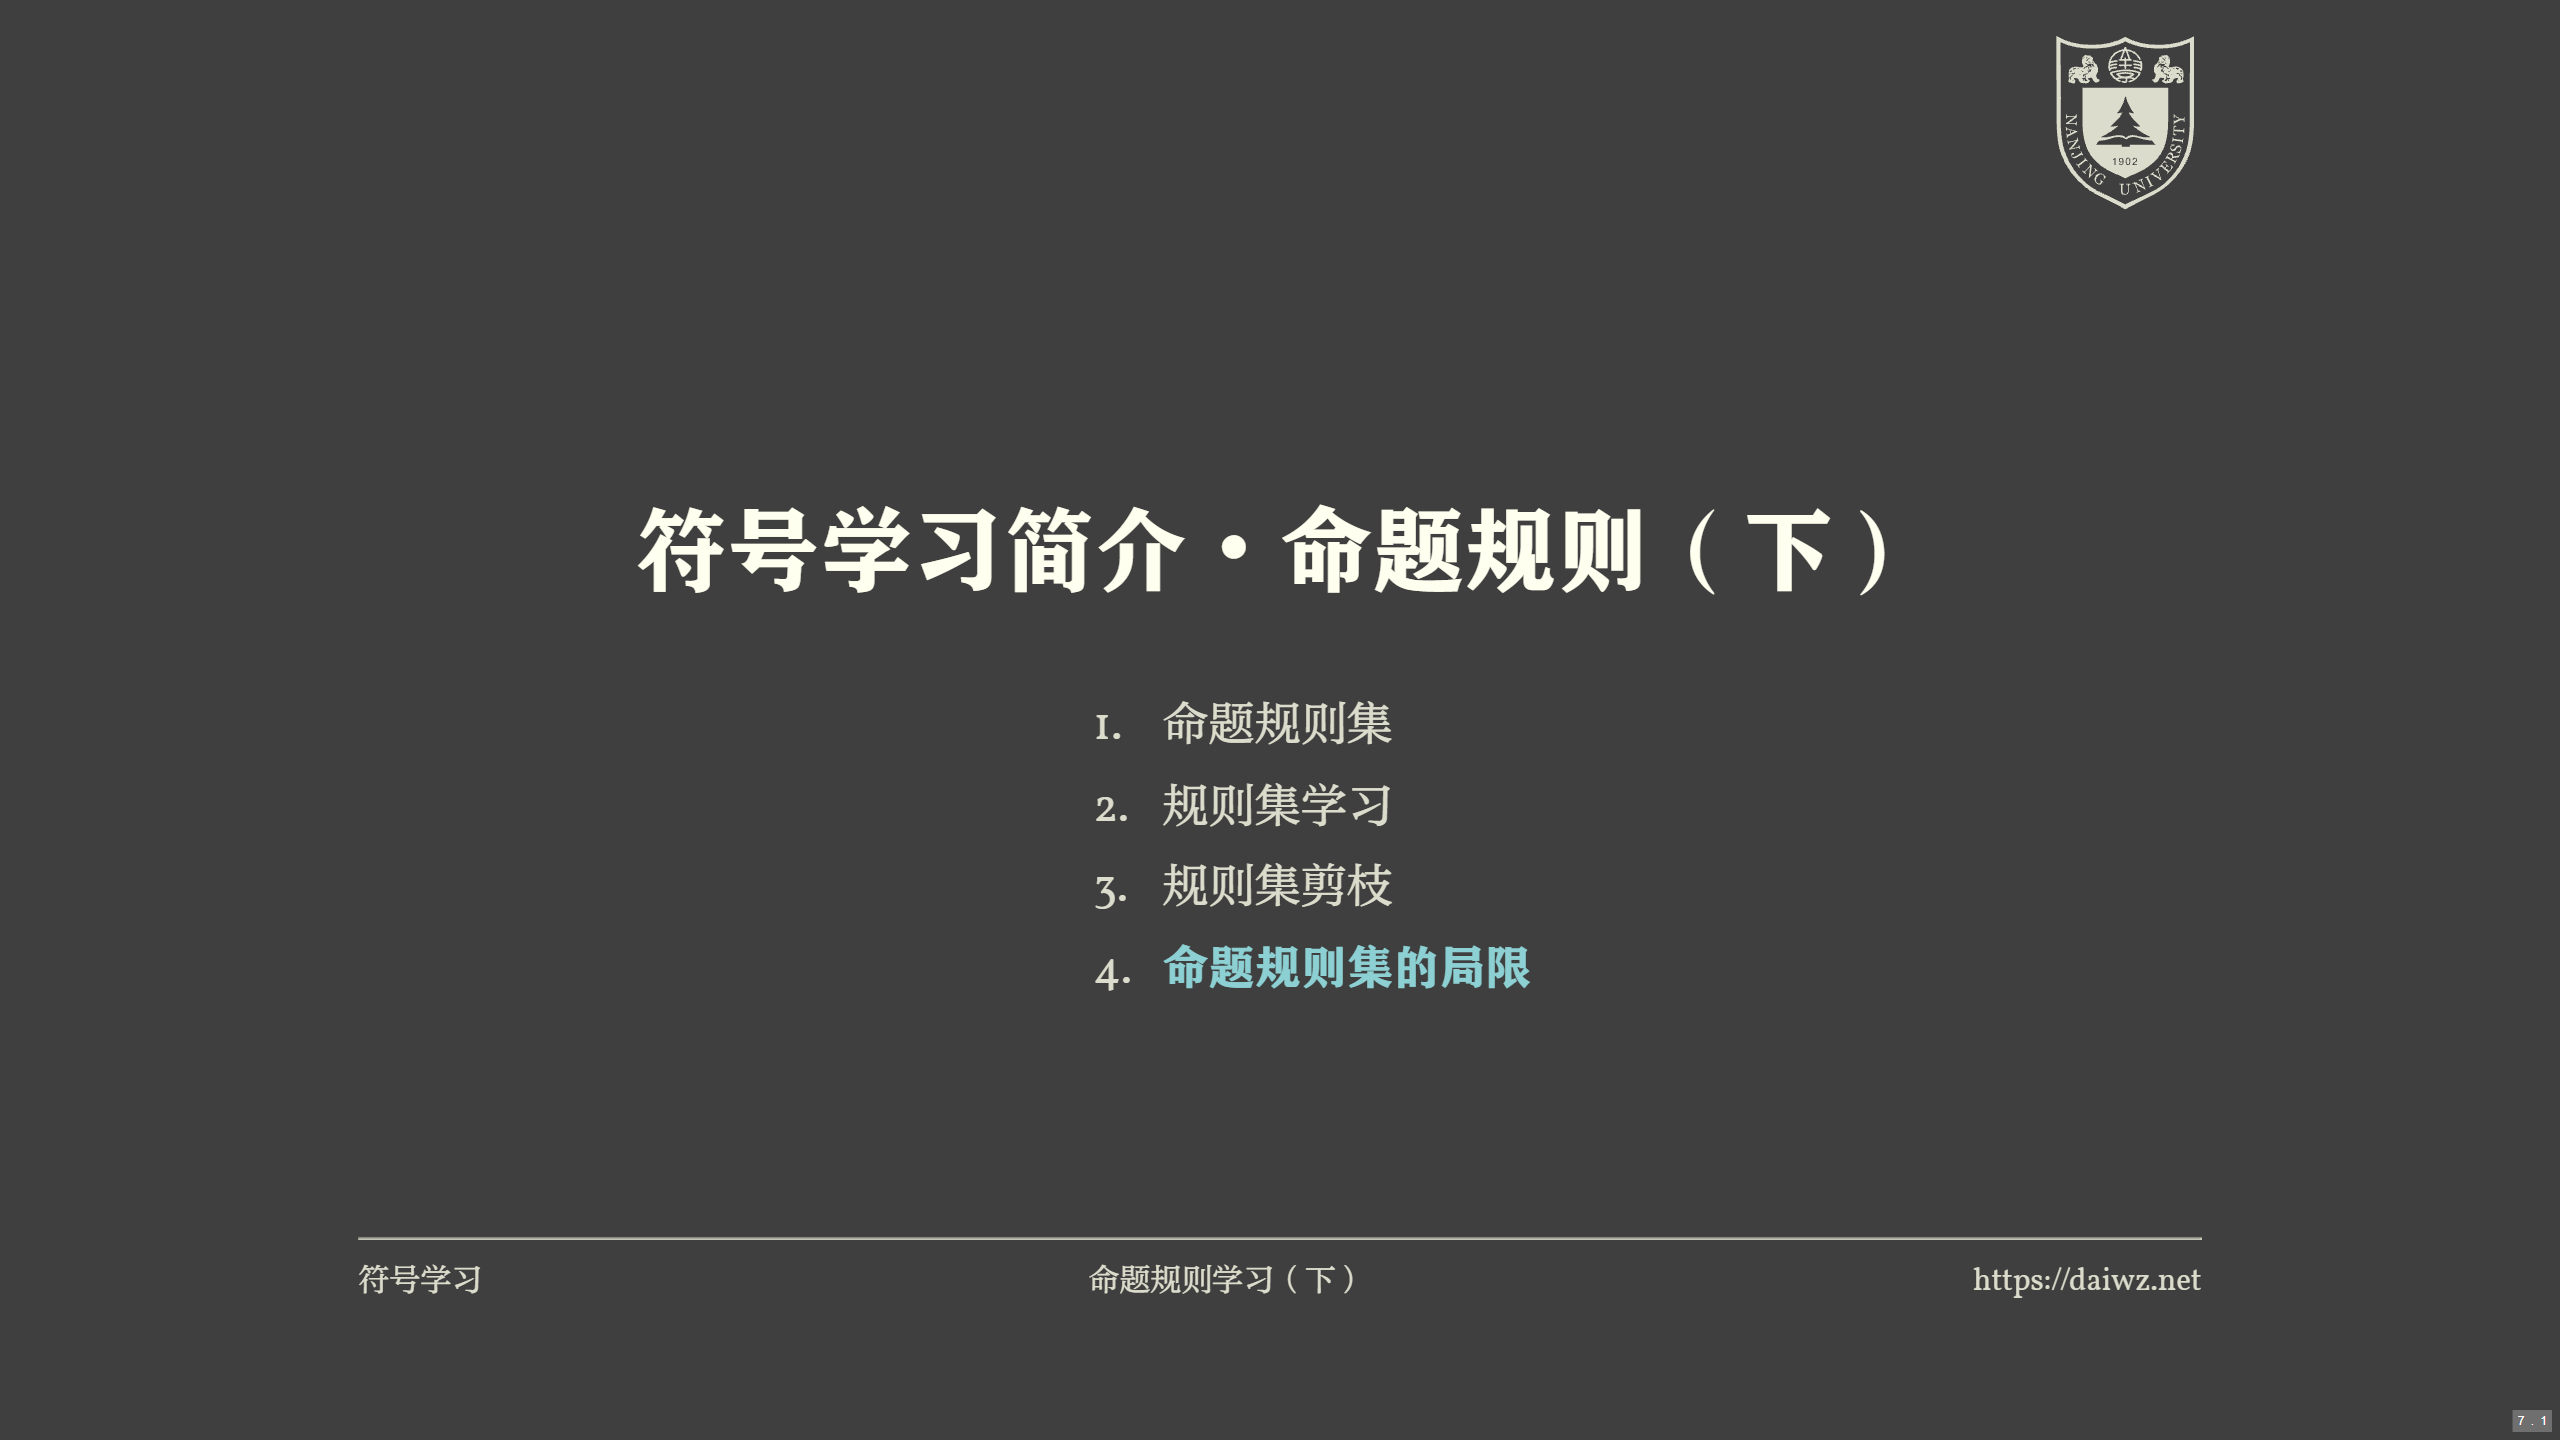 NANJING UNIVERSITY
1902
符号学习简介·命题规则（下）
1. 命题规则集
2. 规则集学习
3. 规则集剪枝
4. 命题规则集的局限
符号学习
命题规则学习（下）
https://daiwz.net
7 . 1